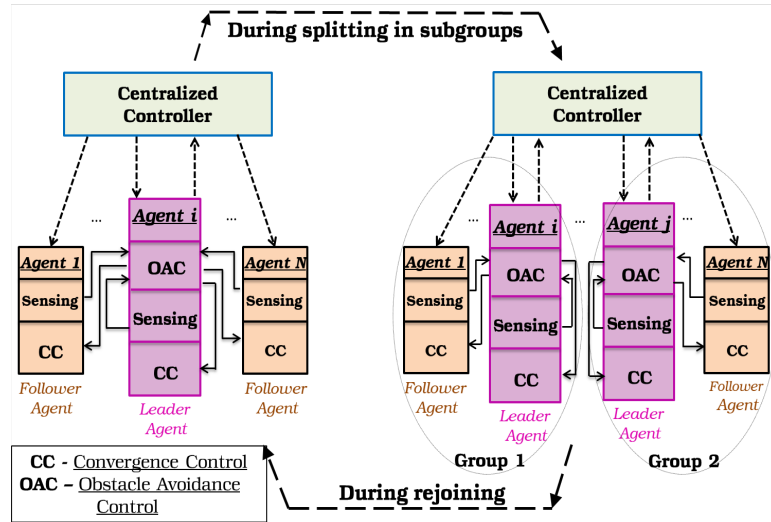 During splitting in subgroups
Centralized
Controller
Centralized
Controller
...
Agent i
...
Agent 1
OAC
Agent N
Sensing
Sensing
Sensing
CC
CC
CC
Follower
Agent
Leader
Agent
Follower
Agent
...
Agent i
...
Agent j
...
Agent 1
OAC
OAC
Agent N
Sensing
Sensing
Sensing
Sensing
CC
CC
CC
CC
Follower
Agent
Leader
Agent
Leader
Agent
Follower
Agent
Group 1
Group 2
CC - Convergence Control
OAC – Obstacle Avoidance
Control
During rejoining